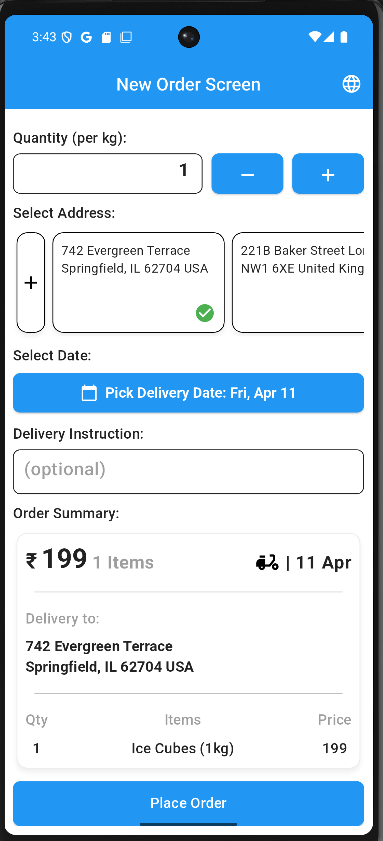 3:43
New Order Screen
Quantity (per kg):
1
Select Address:
742 Evergreen Terrace
Springfield, IL 62704 USA
221B Baker Street
NW1 6XE United
Select Date:
Pick Delivery Date: Fri, Apr 11
Delivery Instruction:
(optional)
Order Summary:
₹ 199 1 Items
| 11 Apr
Delivery to:
742 Evergreen Terrace
Springfield, IL 62704 USA
Qty Items Price
1 Ice Cubes (1kg) 199
Place Order